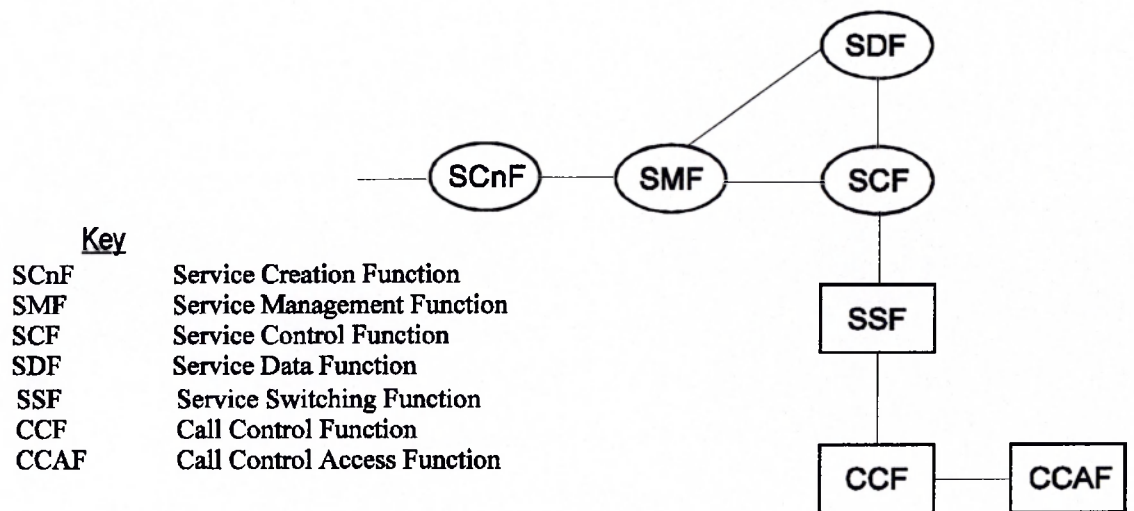 SDF
SCnF
SMF
SCF
Key
SCnF Service Creation Function
SMF Service Management Function
SCF Service Control Function
SDF Service Data Function
SSF Service Switching Function
CCF Call Control Function
CCAF Call Control Access Function
SSF
CCF
CCAF